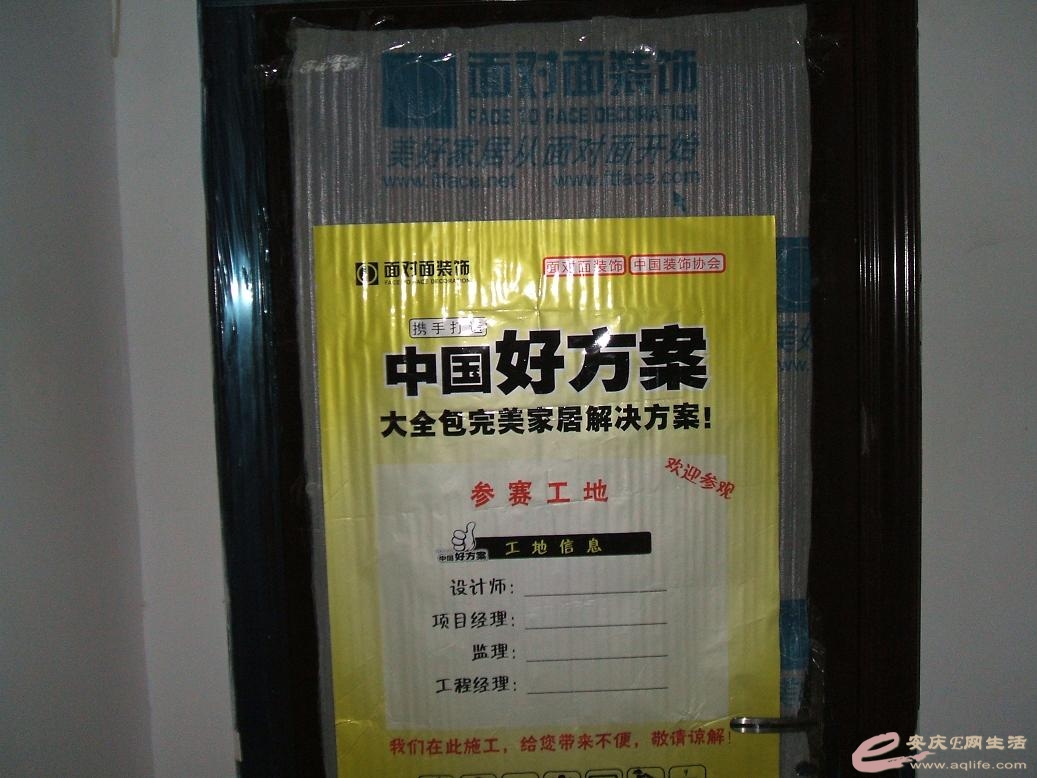 面对面装饰
FACE TO FACE DECORATION
美好家居从面对面开始
www.ftface.net www.ftface.com
面对面装饰
FACE TO FACE DECORATION
面对面装饰 中国装饰协会
携手打造
中国好方案
大全包完美家居解决方案!
欢迎参观
参赛工地
中国好方案
工地信息
设计师:
项目经理:
监理:
工程经理:
我们在此施工，给您带来不便，敬请谅解!
安庆E网生活
www.aqlife.com